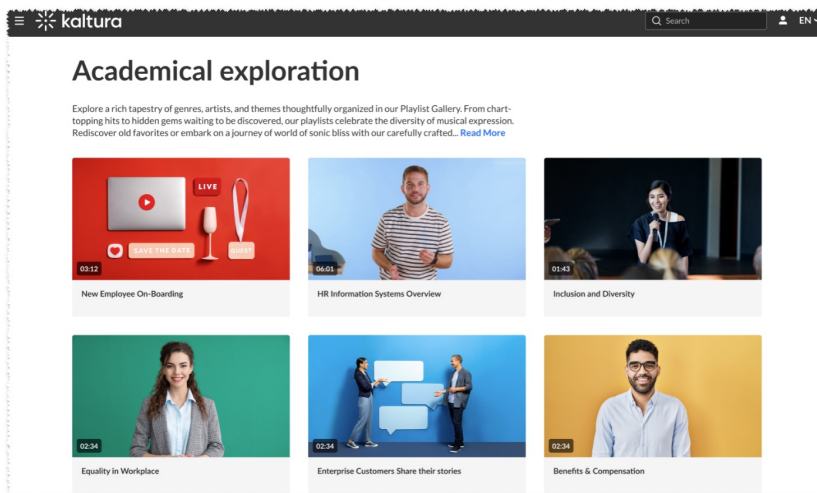 kaltura
Search
EN
Academical exploration
Explore a rich tapestry of genres, artists, and themes thoughtfully organized in our Playlist Gallery. From chart-
topping hits to hidden gems waiting to be discovered, our playlists celebrate the diversity of musical expression.
Rediscover old favorites or embark on a journey of world of sonic bliss with our carefully crafted... Read More
LIVE
SAVE THE DATE
GUEST
03:12
06:01
01:43
New Employee On-Boarding
HR Information Systems Overview
Inclusion and Diversity
02:34
02:34
02:34
Equality in Workplace
Enterprise Customers Share their stories
Benefits & Compensation